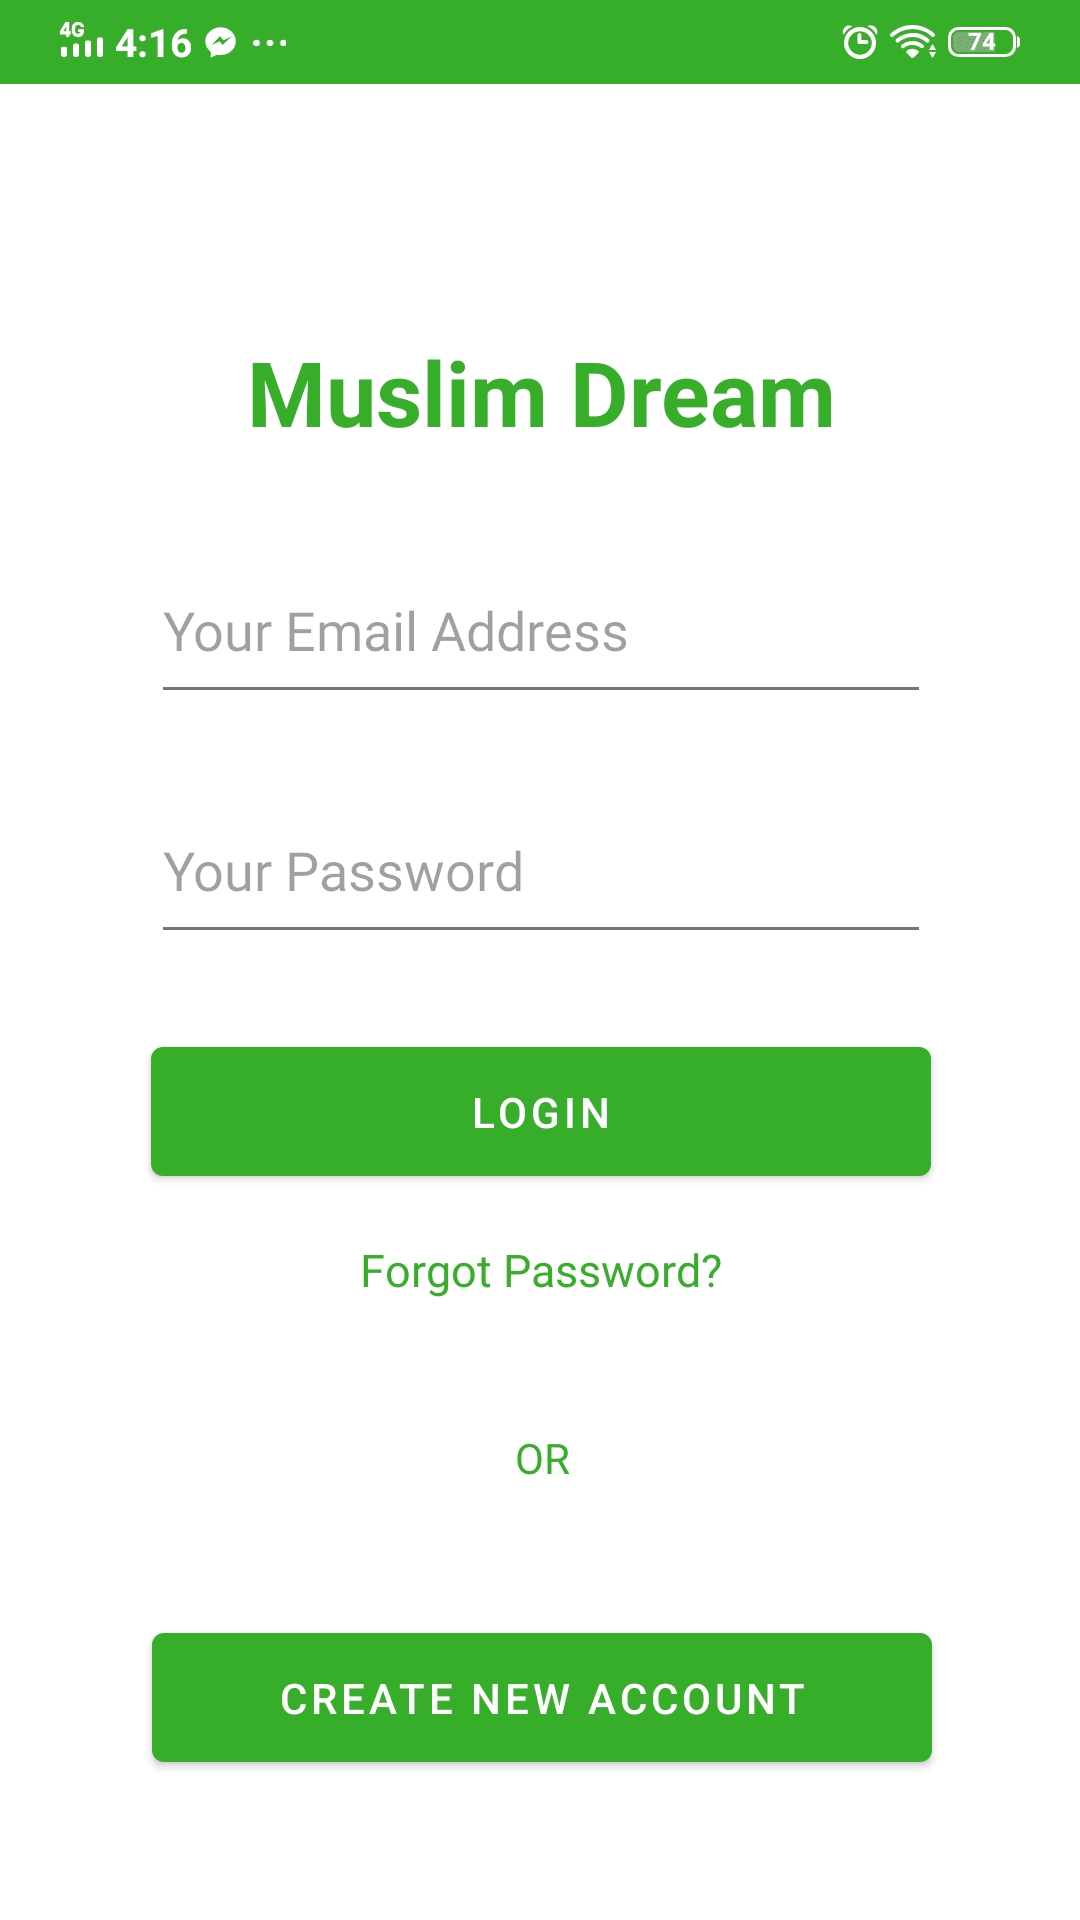 4G 4:16 ... 74
Muslim Dream
Your Email Address
Your Password
LOGIN
Forgot Password?
OR
CREATE NEW ACCOUNT